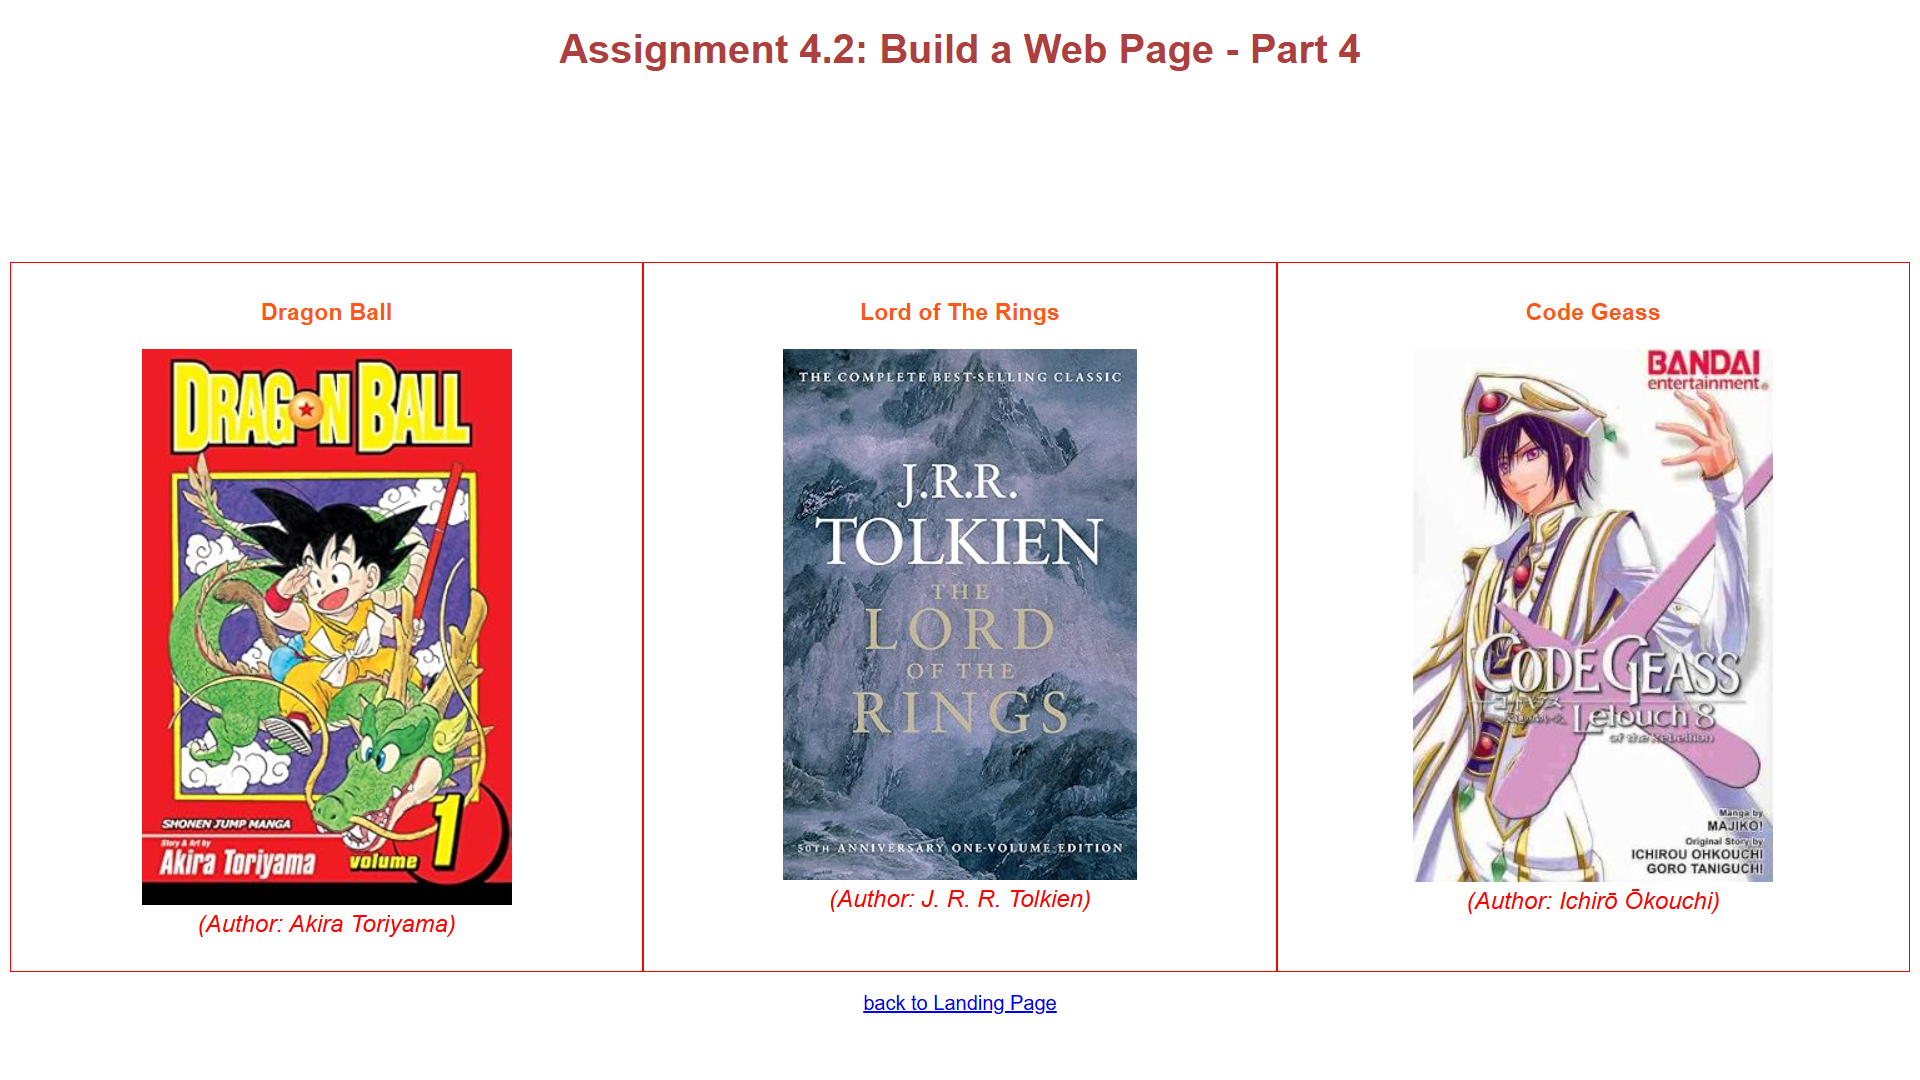 Assignment 4.2: Build a Web Page - Part 4
Dragon Ball
DRAGON BALL
SHONEN JUMP MANGA
Story & Art by
Akira Toriyama
volume 1
(Author: Akira Toriyama)
Lord of The Rings
THE COMPLETE BEST-SELLING CLASSIC
J.R.R.
TOLKIEN
THE
LORD
OF THE
RINGS
50TH ANNIVERSARY ONE-VOLUME EDITION
(Author: J. R. R. Tolkien)
Code Geass
BANDAI
entertainment
CODE GEASS
Lelouch 8
of the Rebellion
Manga by
MAJIKO!
Original Story by
ICHIROU OHKOUCHI
GORO TANIGUCHI
(Author: Ichirō Ōkouchi)
back to Landing Page